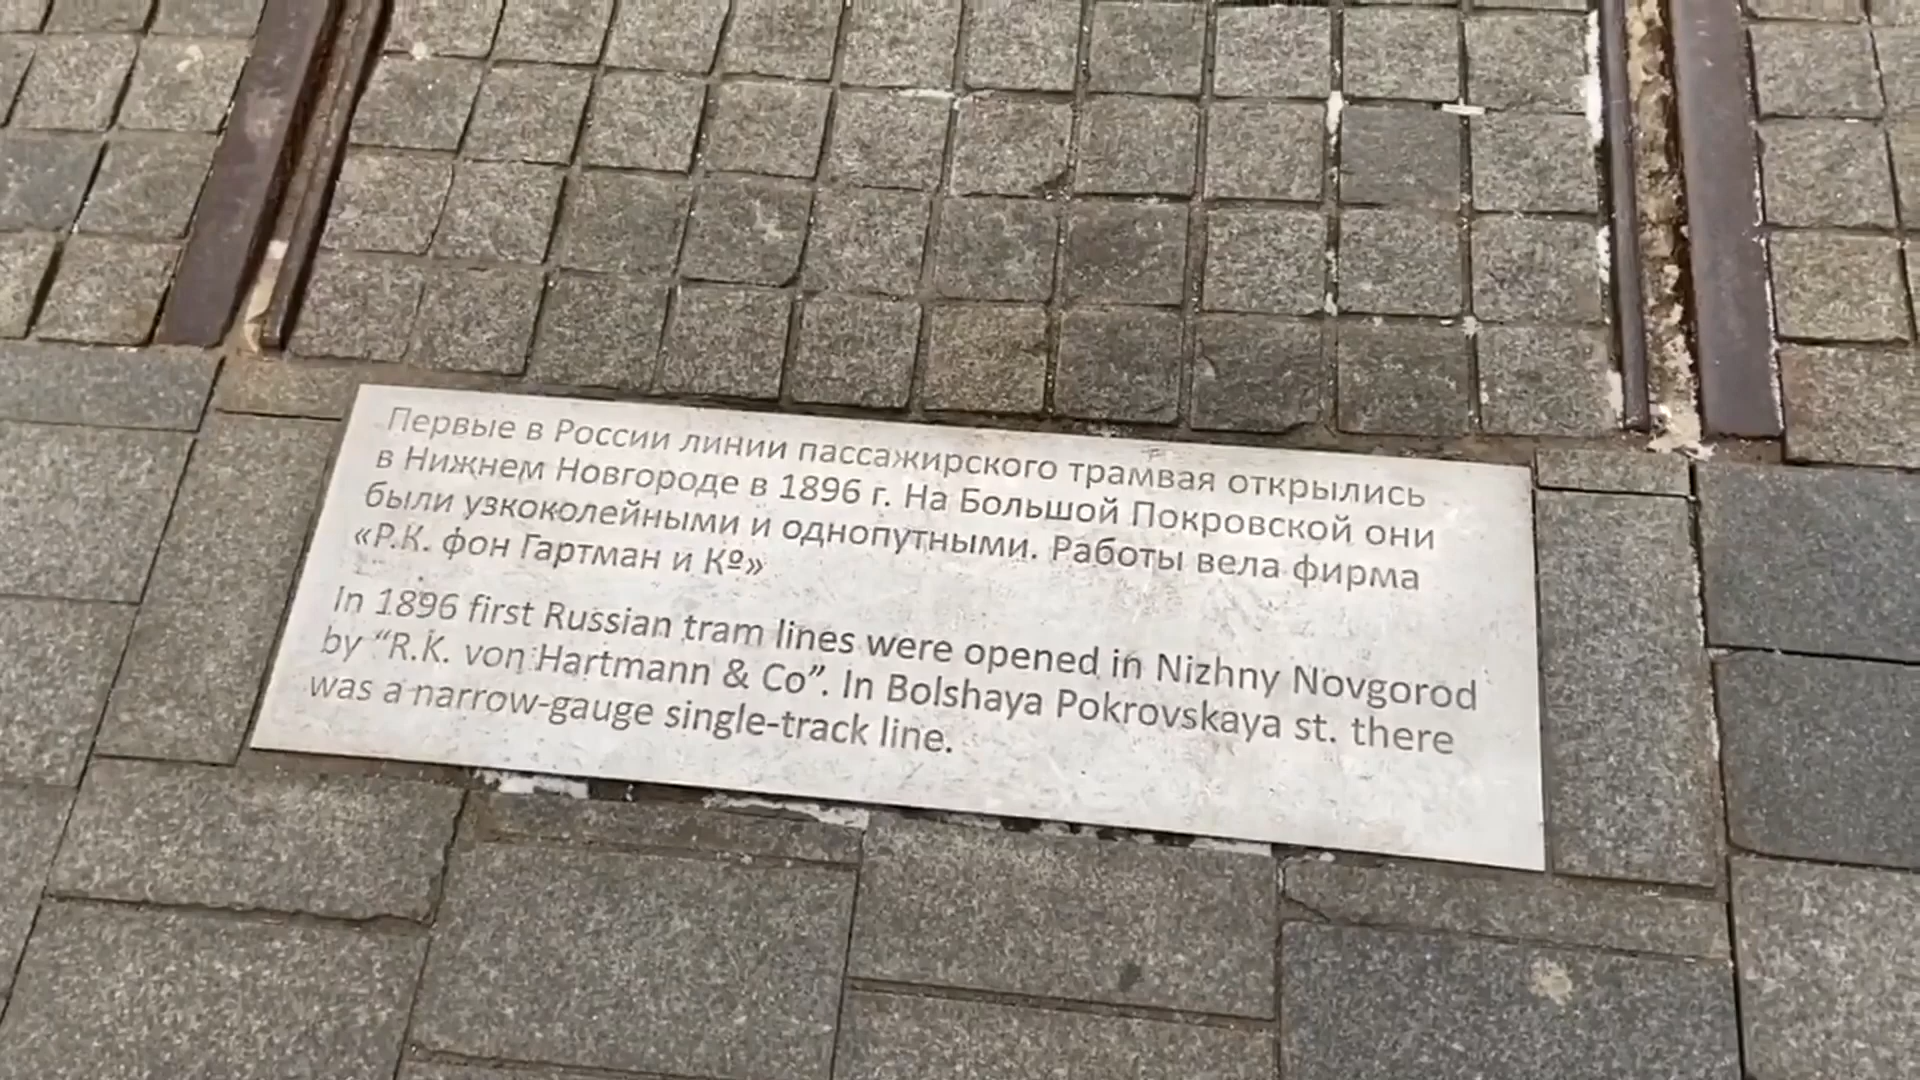 Первые в России линии пассажирского трамвая открылись
в Нижнем Новгороде в 1896 г. На Большой Покровской они
были узкоколейными и однопутными. Работы вела фирма
«Р.К. фон Гартман и Кº»
In 1896 first Russian tram lines were opened in Nizhny Novgorod
by “R.K. von Hartmann & Co”. In Bolshaya Pokrovskaya st. there
was a narrow-gauge single-track line.